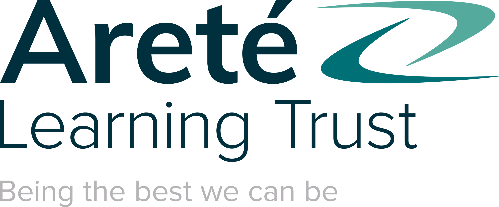 Areté
Learning Trust
Being the best we can be